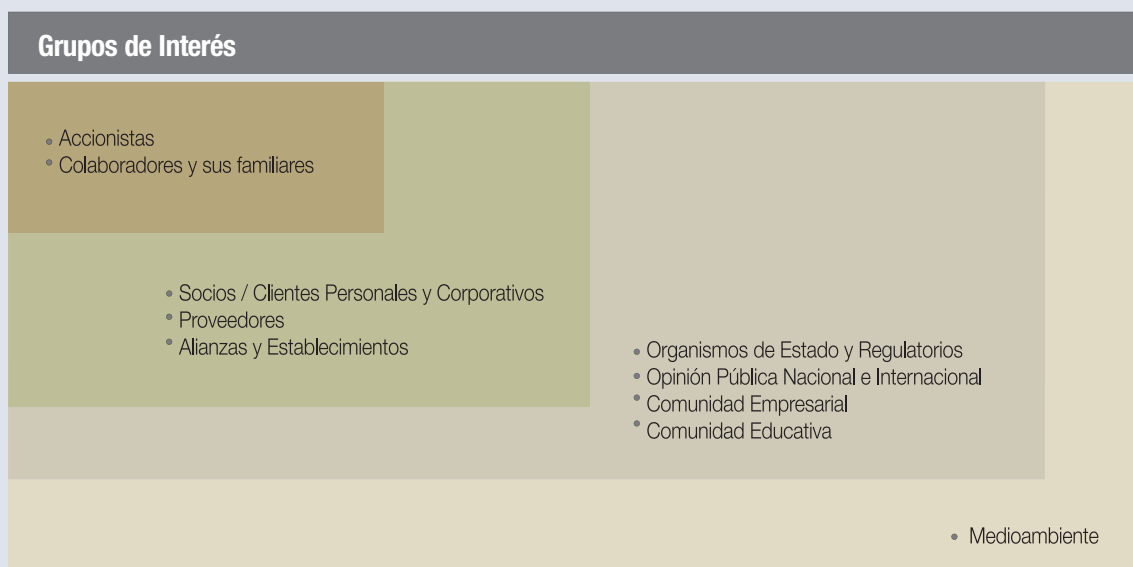 Grupos de Interés
• Accionistas
• Colaboradores y sus familiares
• Socios / Clientes Personales y Corporativos
• Proveedores
• Alianzas y Establecimientos
• Organismos de Estado y Regulatorios
• Opinión Pública Nacional e Internacional
• Comunidad Empresarial
• Comunidad Educativa
• Medioambiente